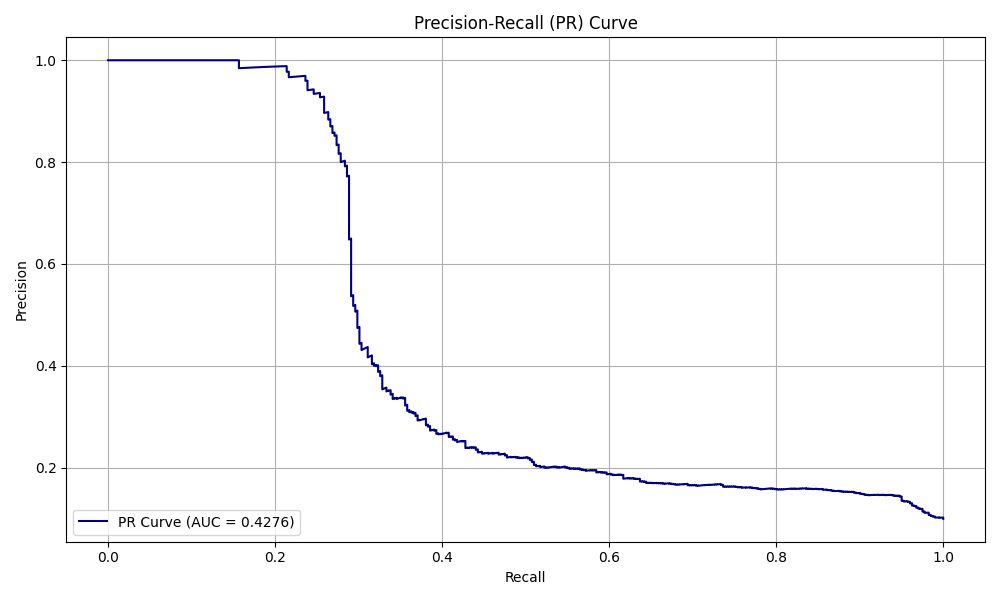 Precision-Recall (PR) Curve
1.0
0.8
0.6
0.4
0.2
Precision
PR Curve (AUC = 0.4276)
0.0 0.2 0.4 0.6 0.8 1.0
Recall